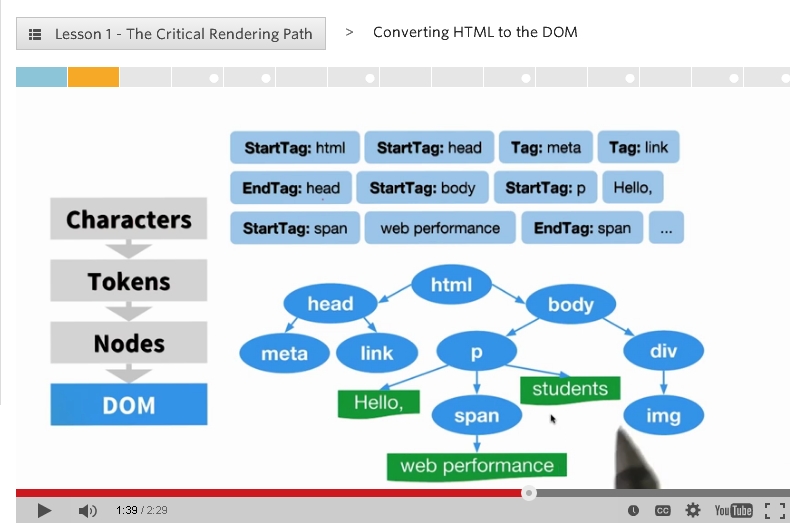 Lesson 1 - The Critical Rendering Path > Converting HTML to the DOM
StartTag: html StartTag: head Tag: meta Tag: link
EndTag: head StartTag: body StartTag: p Hello,
StartTag: span web performance EndTag: span ...
Characters
Tokens
Nodes
DOM
html
head body
meta link p div
Hello, students
span img
web performance
1:39 / 2:29 CC YouTube